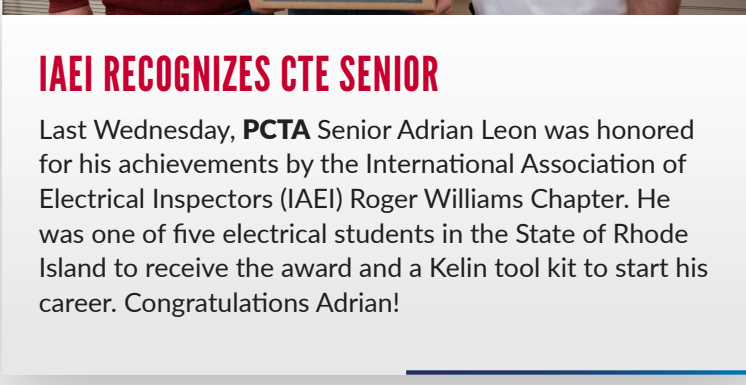 IAEI RECOGNIZES CTE SENIOR
Last Wednesday, PCTA Senior Adrian Leon was honored
for his achievements by the International Association of
Electrical Inspectors (IAEI) Roger Williams Chapter. He
was one of five electrical students in the State of Rhode
Island to receive the award and a Kelin tool kit to start his
career. Congratulations Adrian!